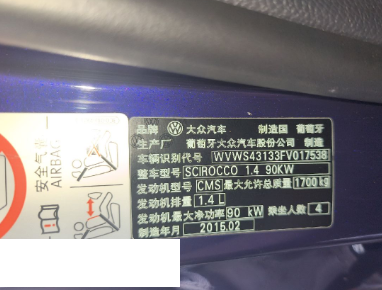 品牌 大众汽车 制造国 葡萄牙
生产厂 葡萄牙大众汽车股份公司 制造
车辆识别代号 WVWS43133FV017538
整车型号 SCIROCCO 1.4 90KW
发动机型号 CMS 最大允许总质量 1700 kg
发动机排量 1.4 L
发动机最大净功率 90 kW 乘坐人数 4
制造年月 2015.02
安全气
AIRBAG